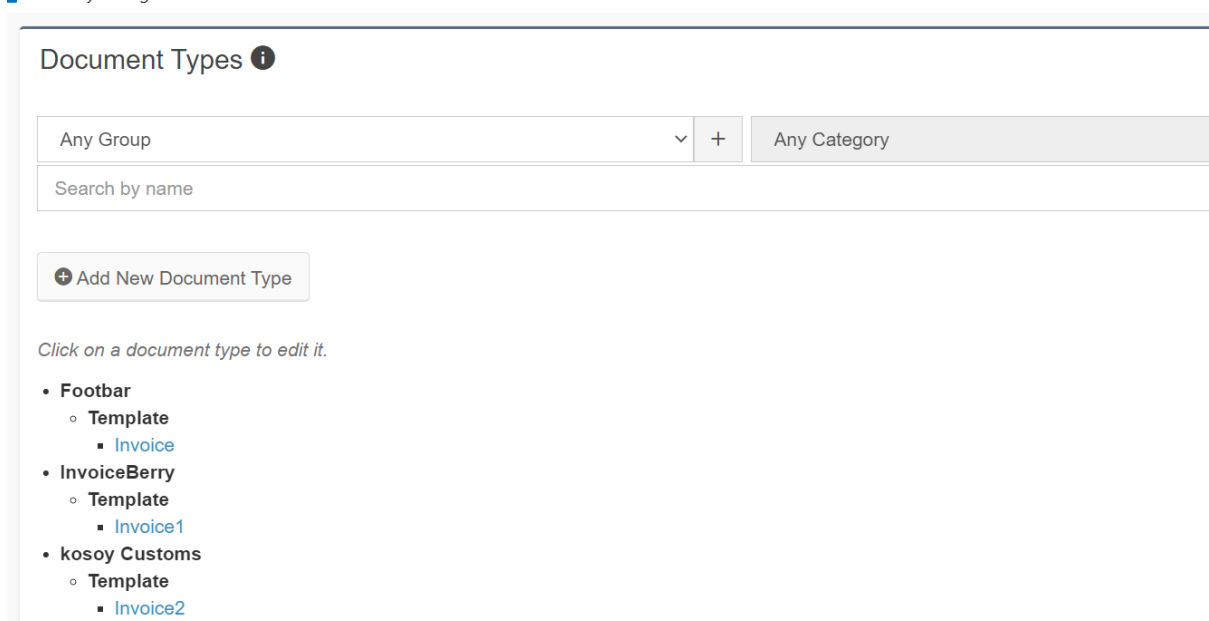 Document Types
Any Group
+
Any Category
Search by name
Add New Document Type
Click on a document type to edit it.
Footbar
Template
Invoice
InvoiceBerry
Template
Invoice1
kosoy Customs
Template
Invoice2